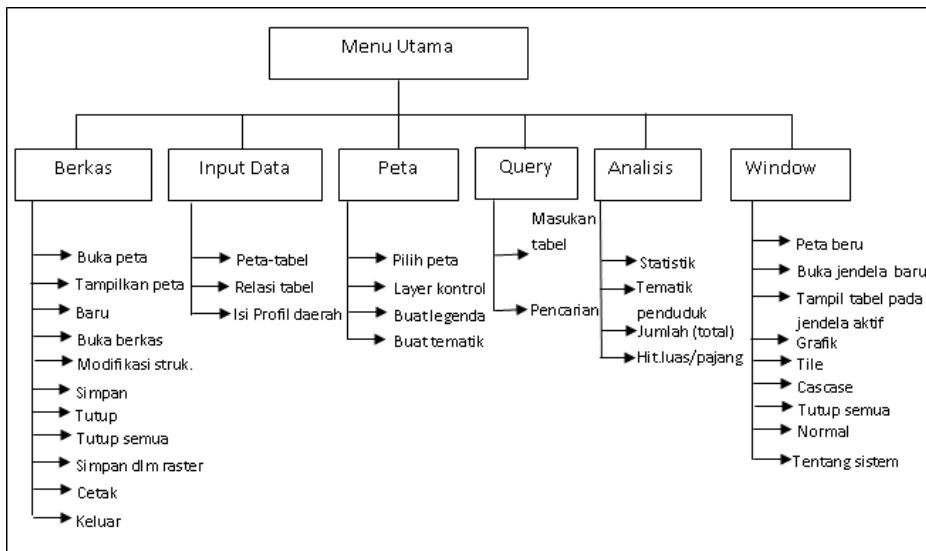 Menu Utama
Berkas
Input Data
Peta
Query
Analisis
Window
Buka peta
Tampilkan peta
Baru
Buka berkas
Modifikasi struk.
Simpan
Tutup
Tutup semua
Simpan dlm raster
Cetak
Keluar
Peta-tabel
Relasi tabel
Isi Profil daerah
Pilih peta
Layer kontrol
Buat legenda
Buat tematik
Masukan
tabel
Pencarian
Statistik
Tematik
penduduk
Jumlah (total)
Hit.luas/pajang
Peta beru
Buka jendela baru
Tampil tabel pada
jendela aktif
Grafik
Tile
Cascase
Tutup semua
Normal
Tentang sistem